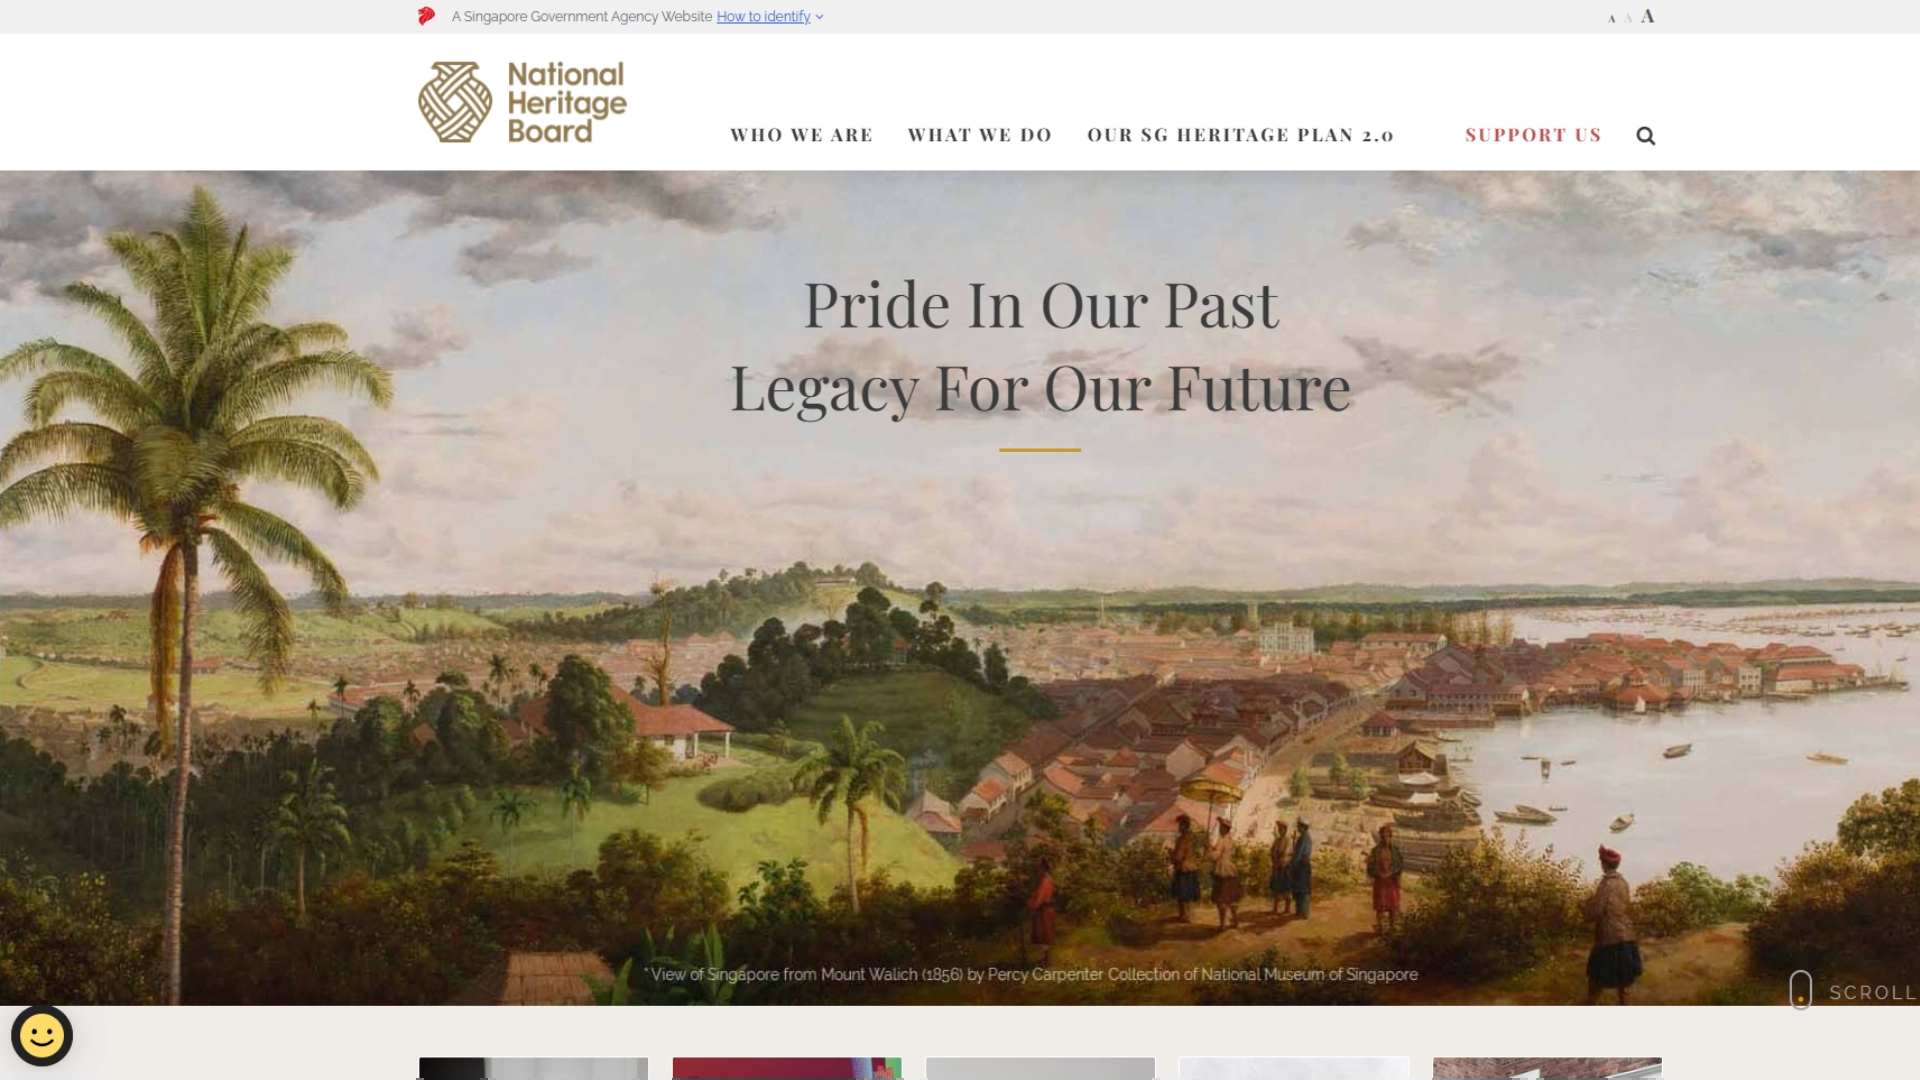 A Singapore Government Agency Website How to identify
A A A
National
Heritage
Board
WHO WE ARE WHAT WE DO OUR SG HERITAGE PLAN 2.0 SUPPORT US
Pride In Our Past
Legacy For Our Future
* View of Singapore from Mount Walich (1856) by Percy Carpenter Collection of National Museum of Singapore
SCROLL